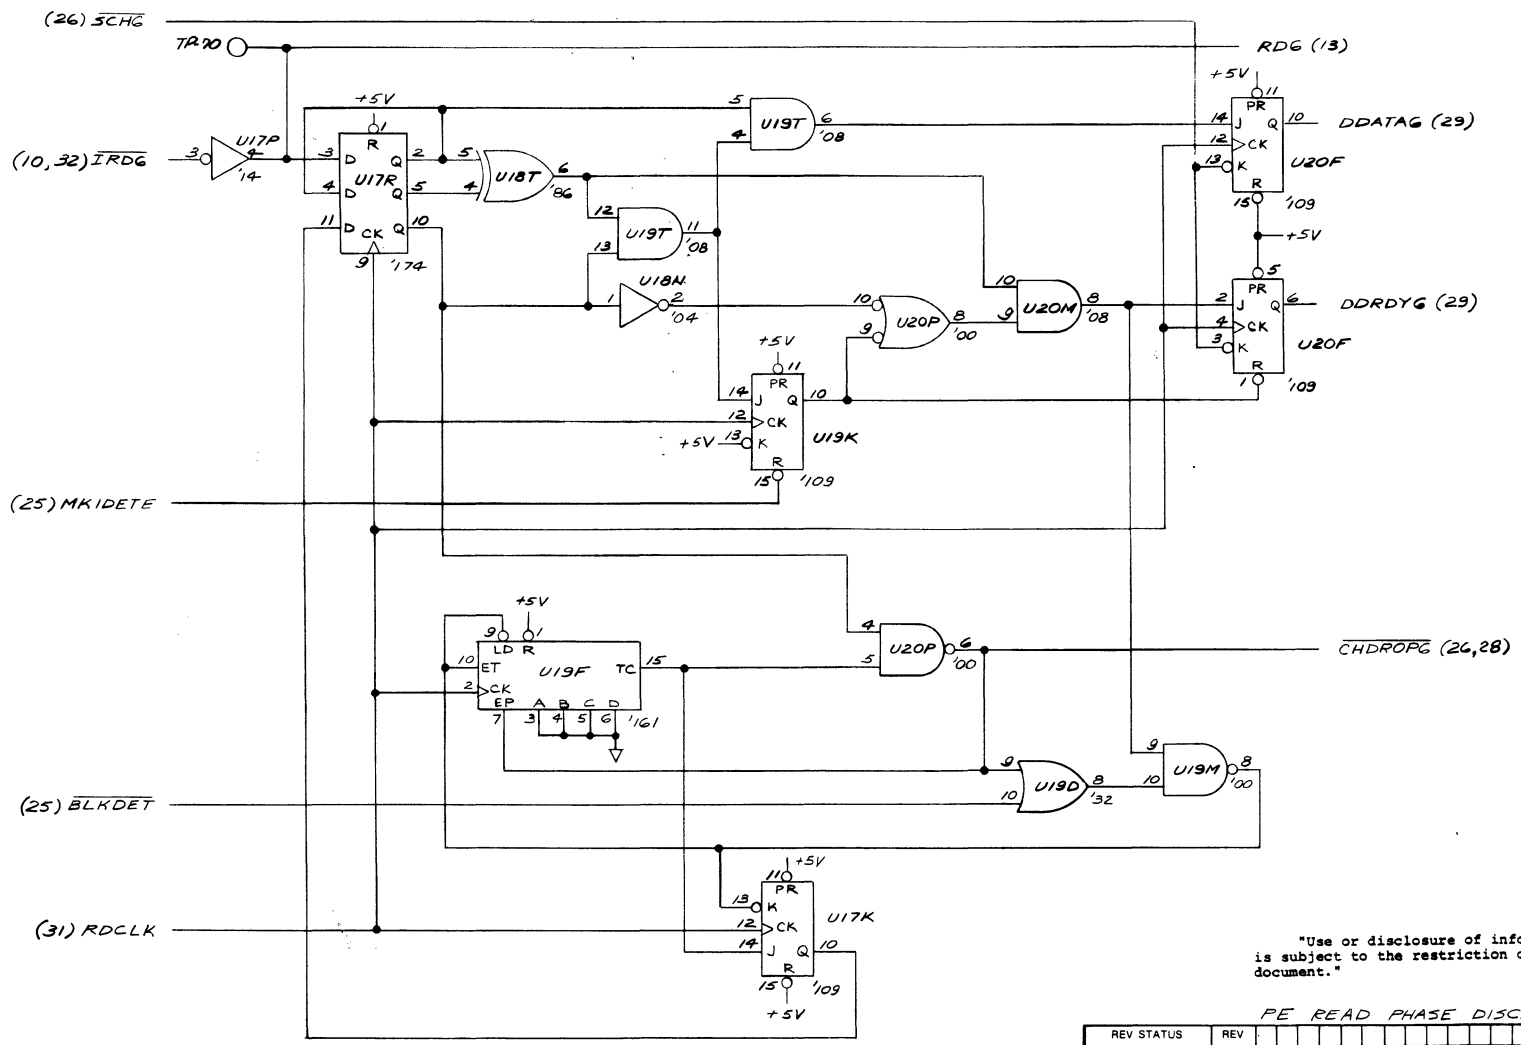 (26) SCHG
TP70
RDG (13)
+5V
11
PR
14 J Q 10 DDATAG (29)
12 CK
13 K
U20F
R
15 '109
+5V
+5V
1
R
(10,32) IRDG
3 U17P 4
'14
3 D Q 2
U17R
4 D Q 5
11 D Q 10
CK
9 '174
5
4 U18T 6
'86
5
4 U19T 6
'08
12
13 U19T 11
'08
U18N
1 2
'04
10
9 U20P 8
'00
10
9 U20M 8
'08
5
PR
2 J Q 6 DDRDYG (29)
4 CK
3 K
U20F
R
1 '109
+5V
11
PR
14 J Q 10
12 CK
+5V 13 K
U19K
R
15 '109
(25) MK1DETE
+5V
9 1
LD R
10 ET U19F TC 15
2 CK
EP A B C D
7 3 4 5 6 '161
4
5 U20P 6
'00
CHDROPG (26,28)
9
10 U19D 8
'32
9
10 U19M 8
'00
(25) BLKDET
+5V
11
PR
13 K
U17K
12 CK
14 J Q 10
R
15 '109
+5V
(31) RDCLK
"Use or disclosure of
is subject to the restriction
document."
PE READ PHASE
REV STATUS REV